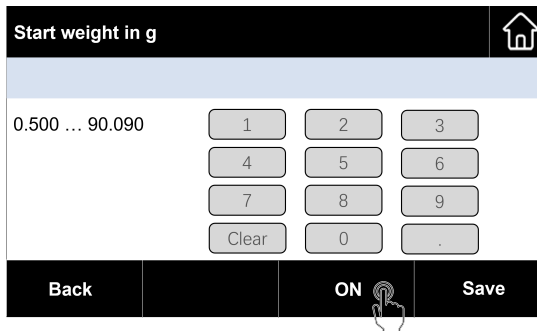 Start weight in g
0.500 … 90.090
1 2 3
4 5 6
7 8 9
Clear 0 .
Back ON Save